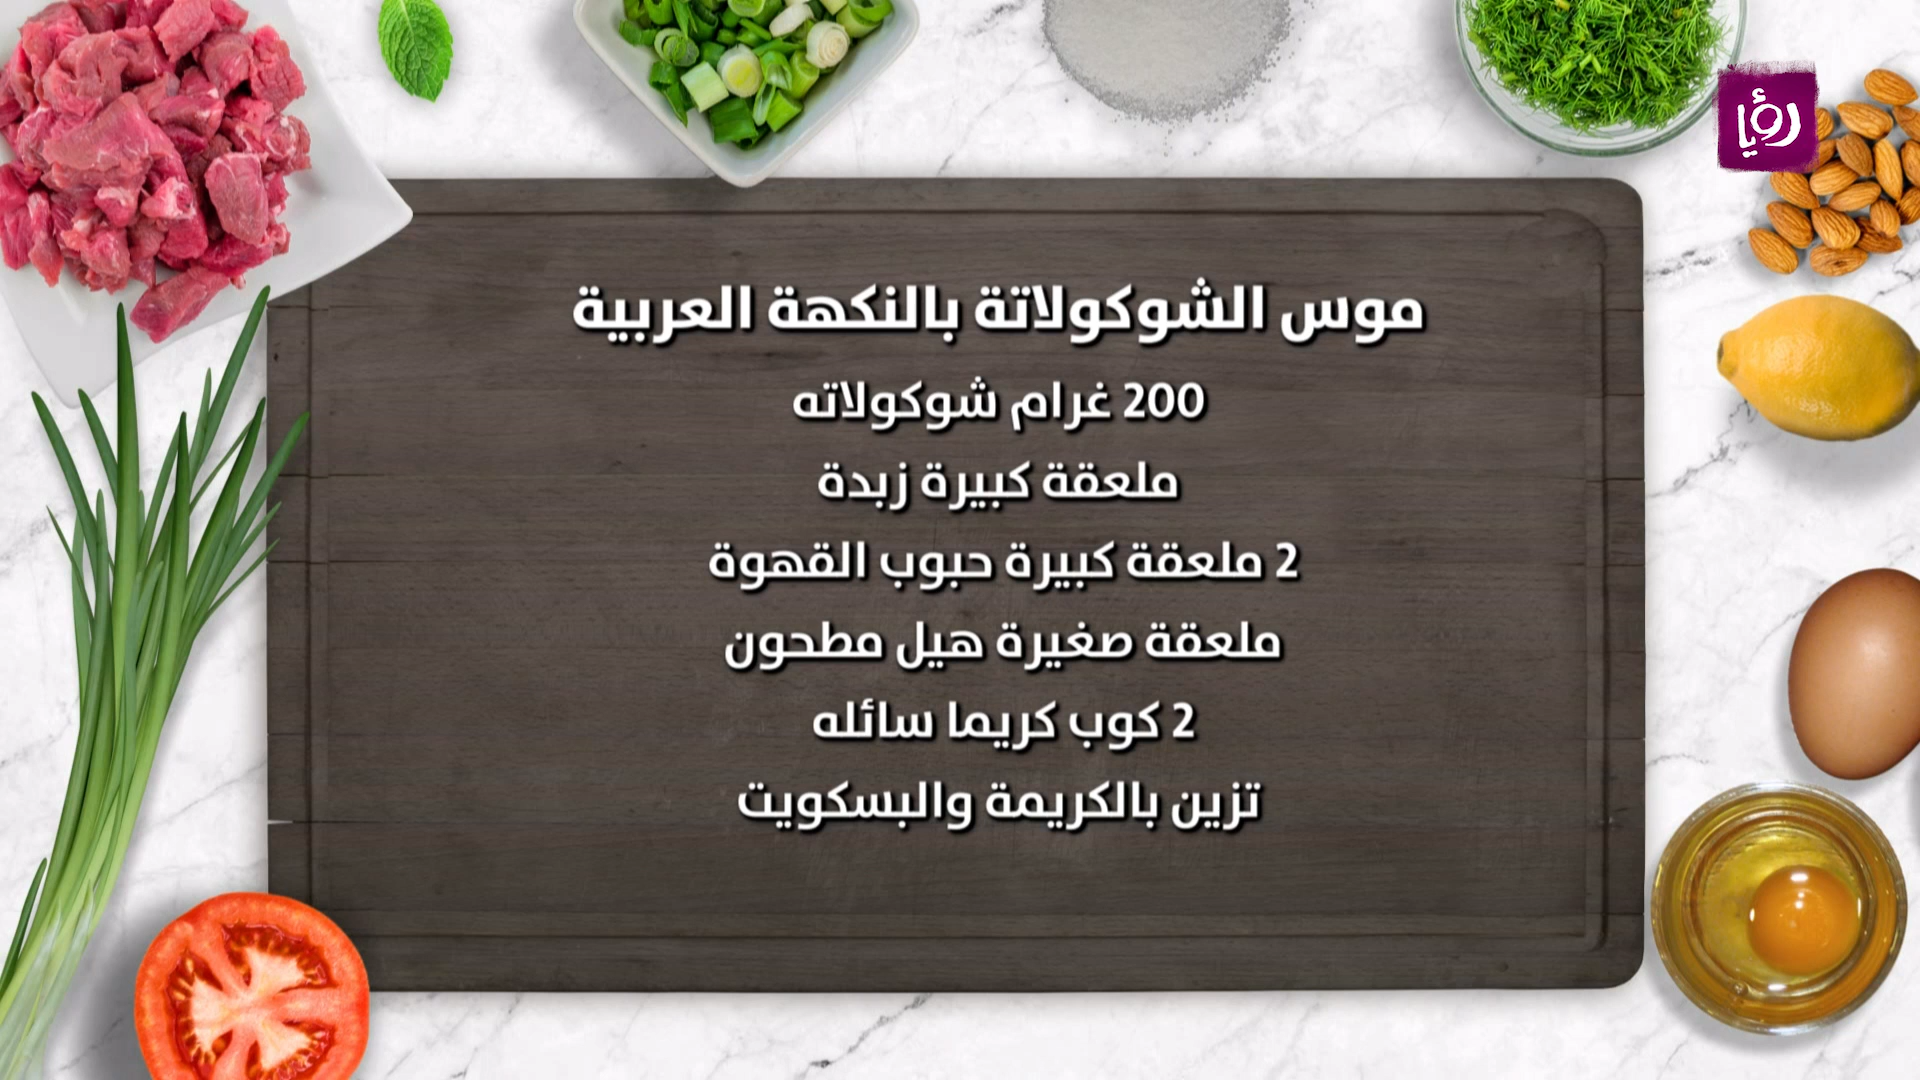 رؤيا
موس الشوكولاتة بالنكهة العربية
200 غرام شوكولاته
ملعقة كبيرة زبدة
2 ملعقة كبيرة حبوب القهوة
ملعقة صغيرة هيل مطحون
2 كوب كريما سائله
تزين بالكريمة والبسكويت